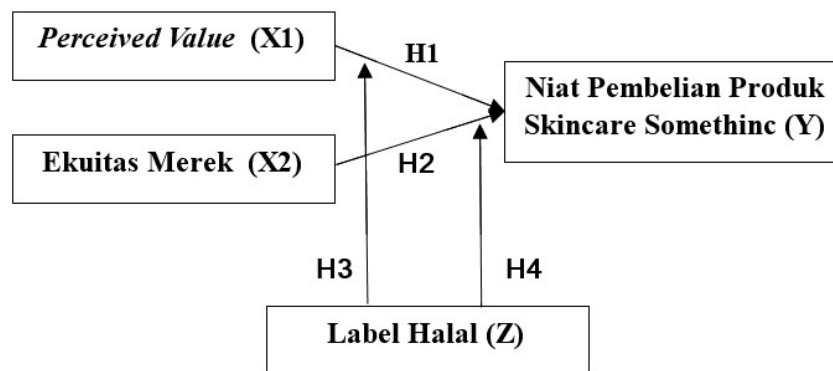 Perceived Value (X1)
H1
Niat Pembelian Produk
Skincare Somethinc (Y)
Ekuitas Merek (X2)
H2
H3
H4
Label Halal (Z)